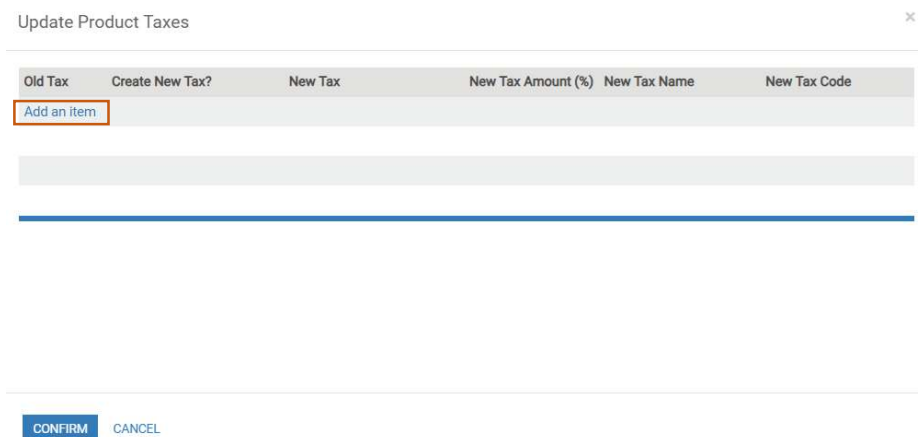 Update Product Taxes ×
Old Tax Create New Tax? New Tax New Tax Amount (%) New Tax Name New Tax Code
Add an item
CONFIRM CANCEL